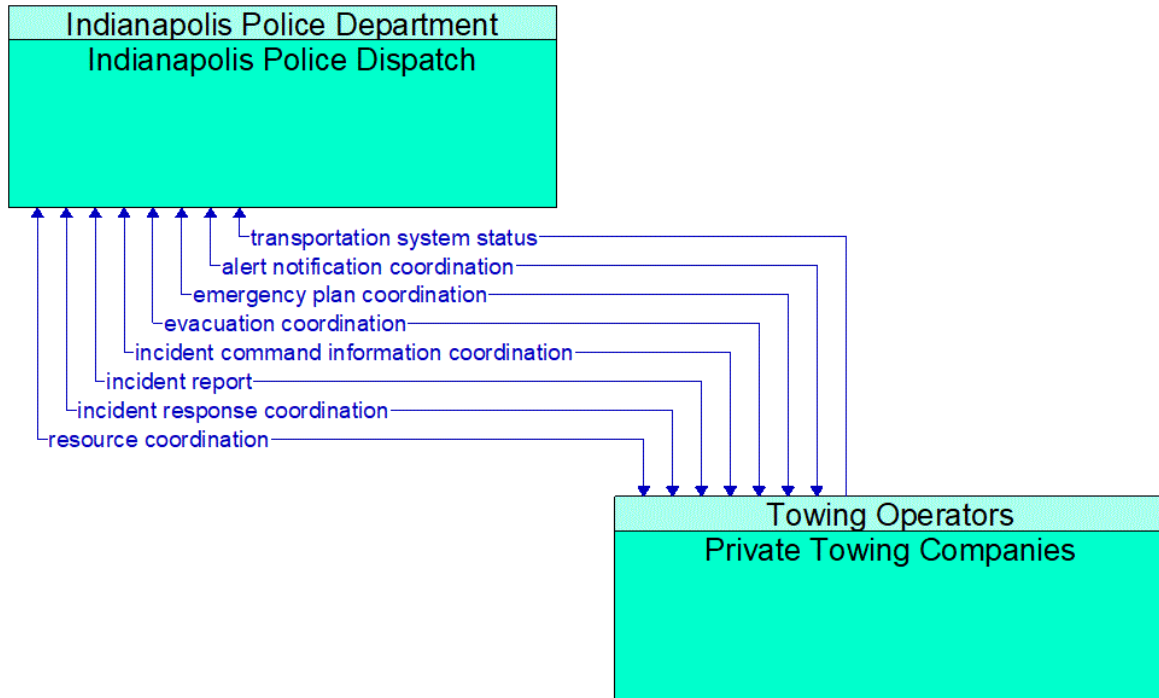 Indianapolis Police Department
Indianapolis Police Dispatch
transportation system status
alert notification coordination
emergency plan coordination
evacuation coordination
incident command information coordination
incident report
incident response coordination
resource coordination
Towing Operators
Private Towing Companies